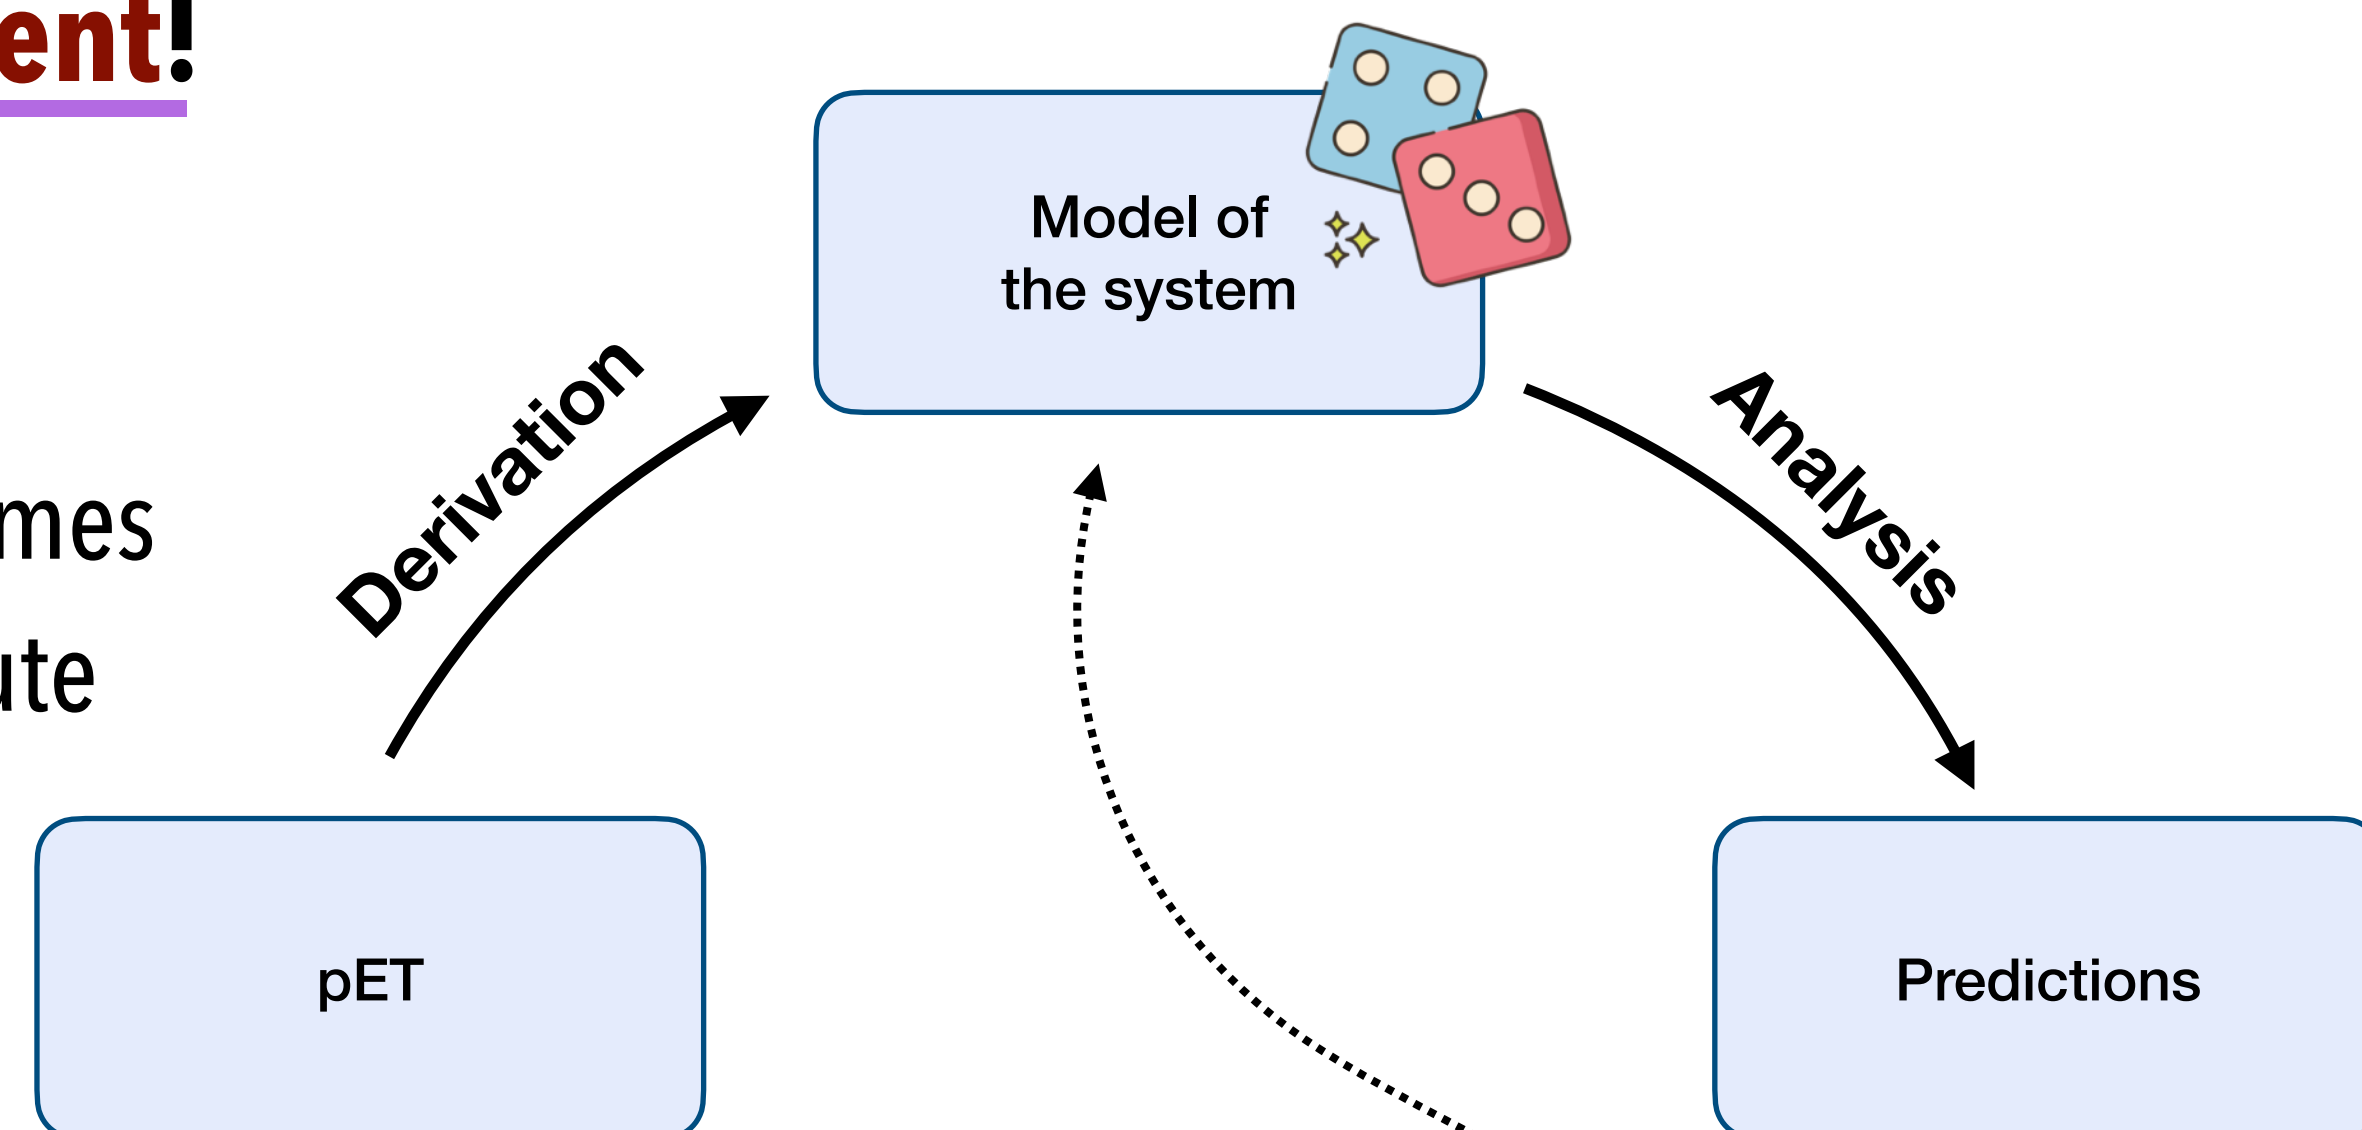 ent!
Model of
the system
Derivation
Analysis
mes
ute
pET
Predictions